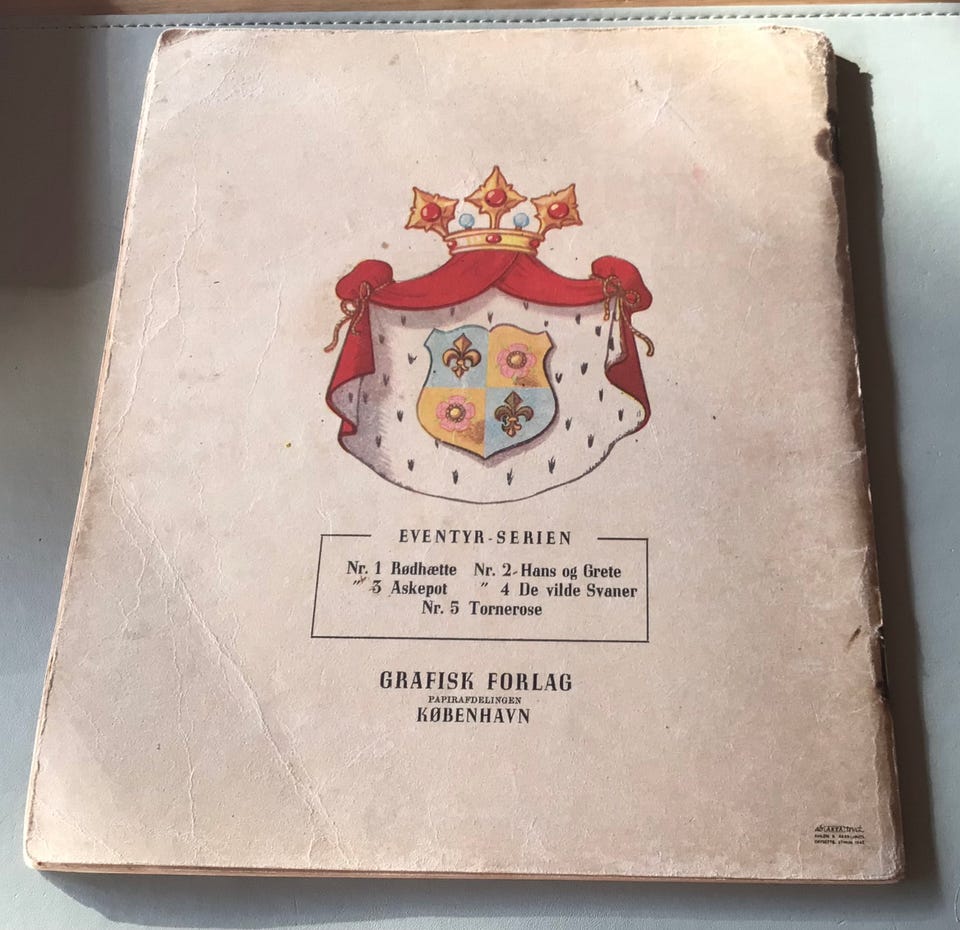 EVENTYR-SERIEN
Nr. 1 Rødhætte Nr. 2 Hans og Grete
" 3 Askepot " 4 De vilde Svaner
Nr. 5 Tornerose
GRAFISK FORLAG
PAPIRAFDELINGEN
KØBENHAVN